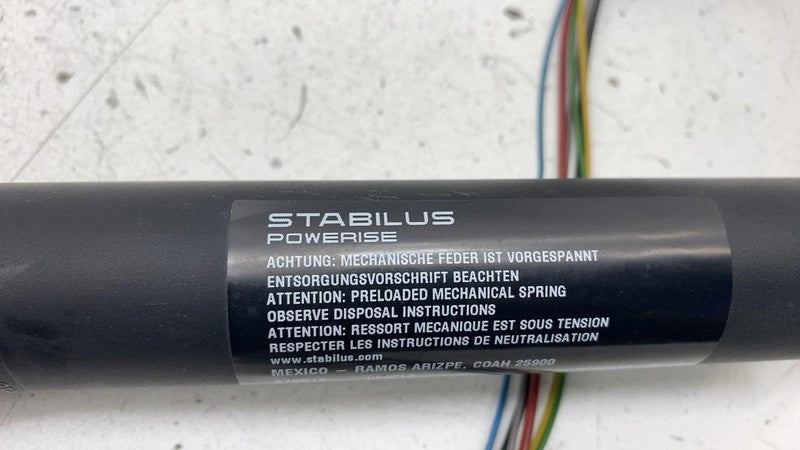 STABILUS
POWERISE
ACHTUNG: MECHANISCHE FEDER IST VORGESPANNT
ENTSORGUNGSVORSCHRIFT BEACHTEN
ATTENTION: PRELOADED MECHANICAL SPRING
OBSERVE DISPOSAL INSTRUCTIONS
ATTENTION: RESSORT MECANIQUE EST SOUS TENSION
RESPECTER LES INSTRUCTIONS DE NEUTRALISATION
www.stabilus.com
MEXICO – RAMOS ARIZPE, COAH 25900